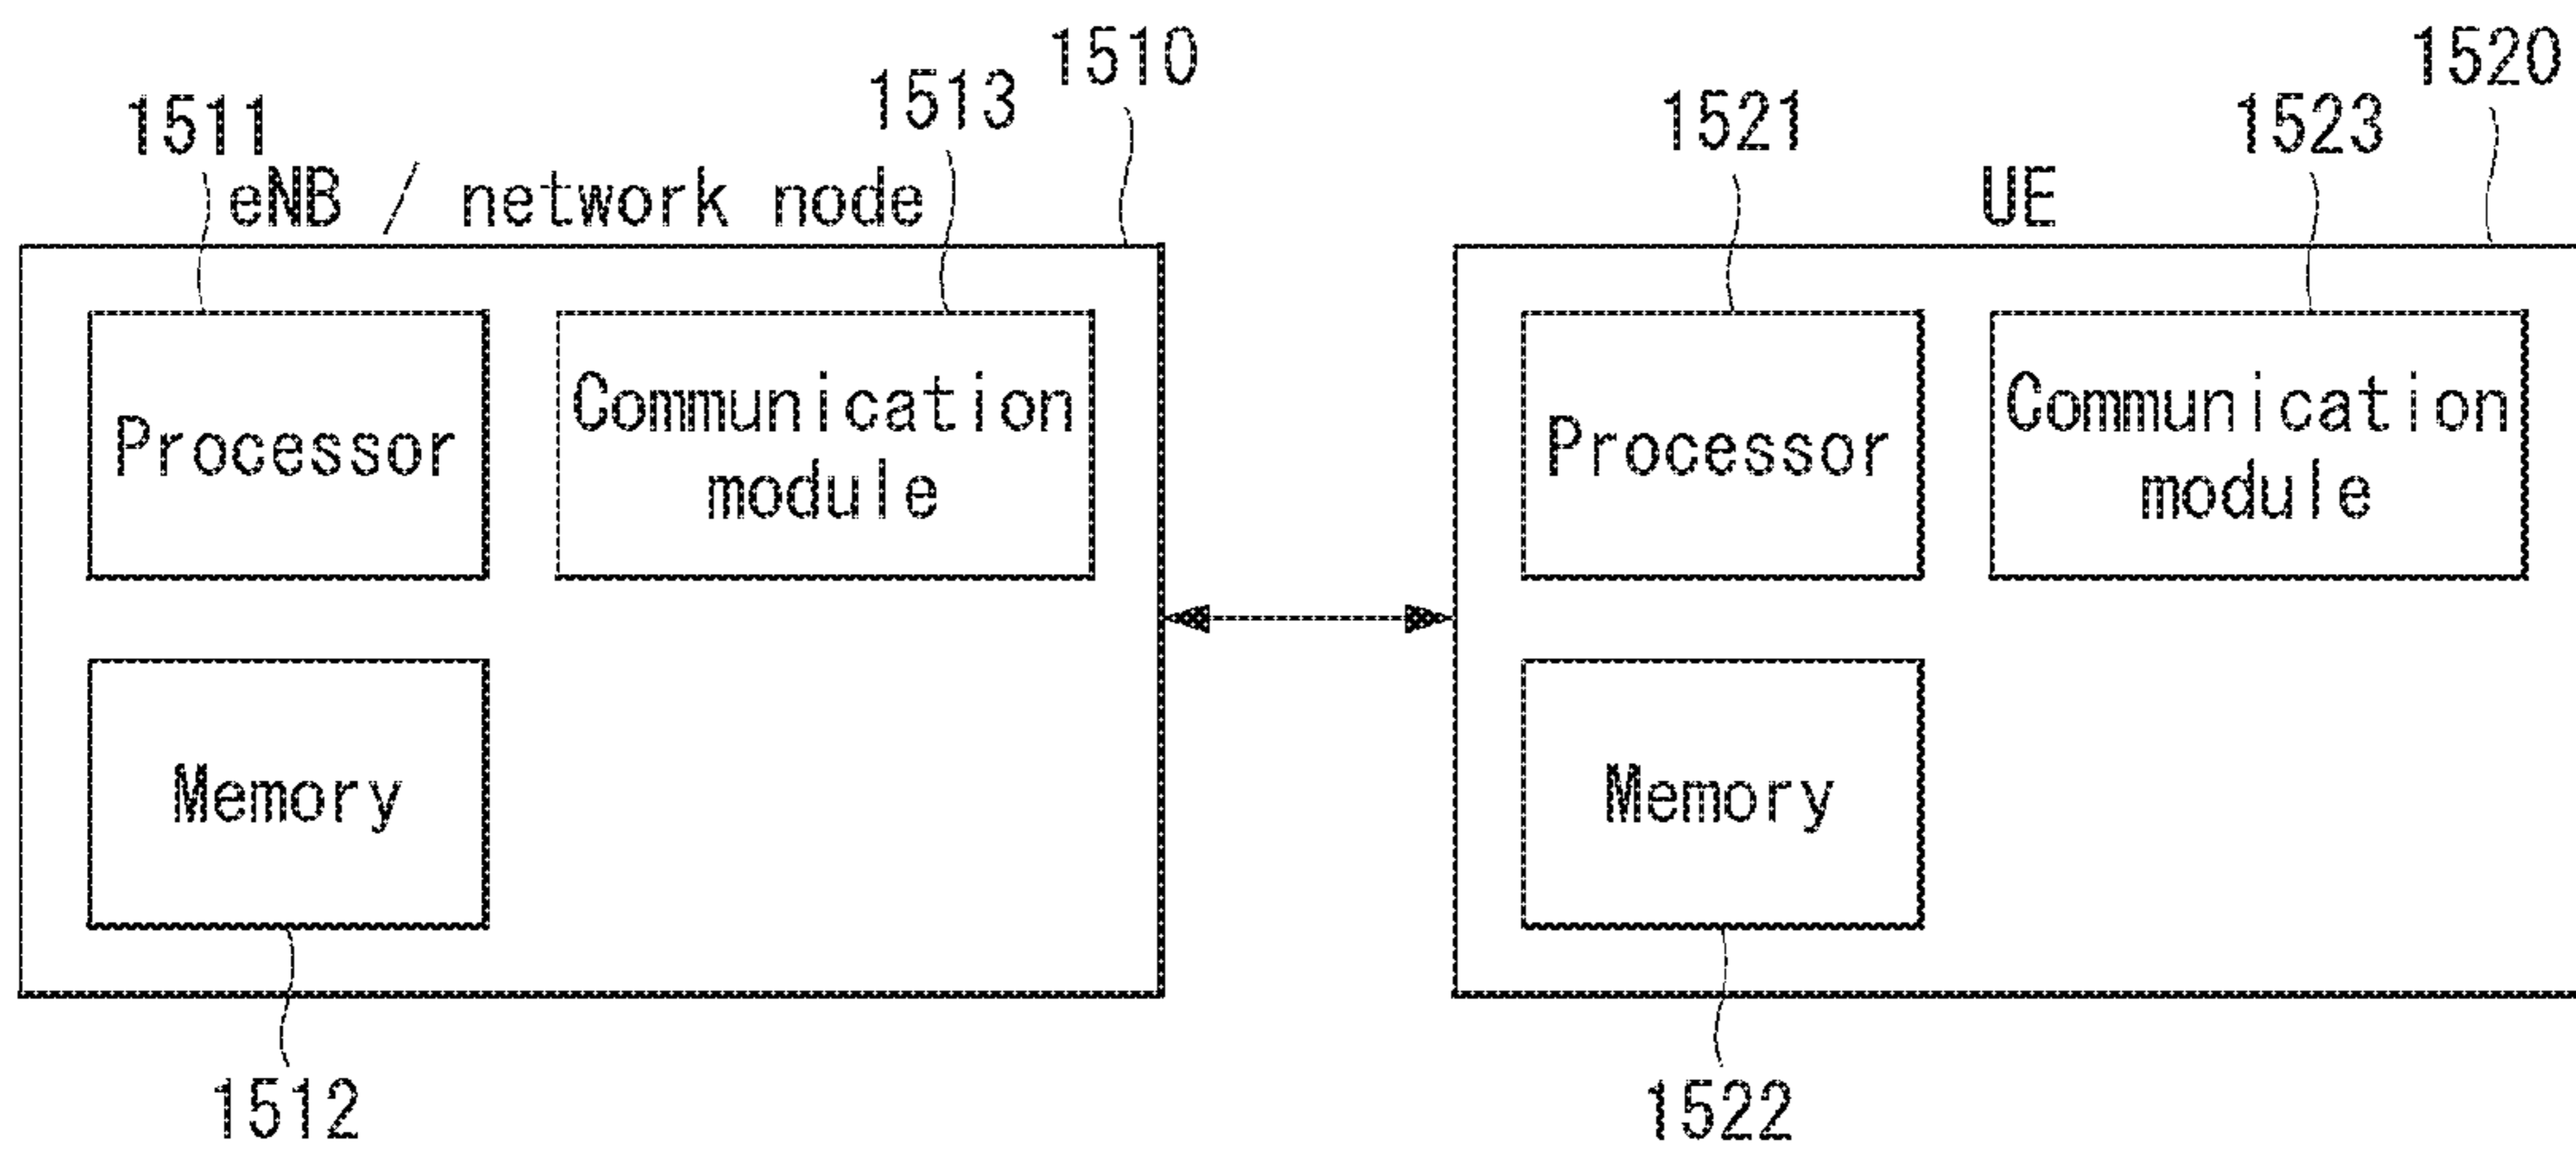 1510
1520
1513
1511
1521
1523
eNB / network node
UE
Processor
Communication
module
Processor
Communication
module
Memory
Memory
1512
1522